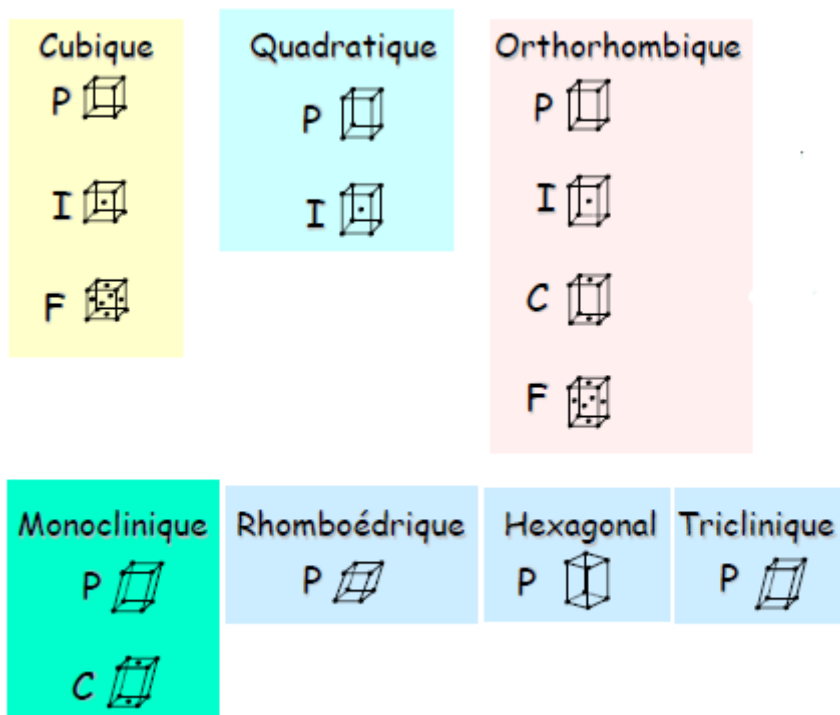 Cubique
P
I
F
Quadratique
P
I
Orthorhombique
P
I
C
F
Monoclinique
P
C
Rhomboédrique
P
Hexagonal
P
Triclinique
P